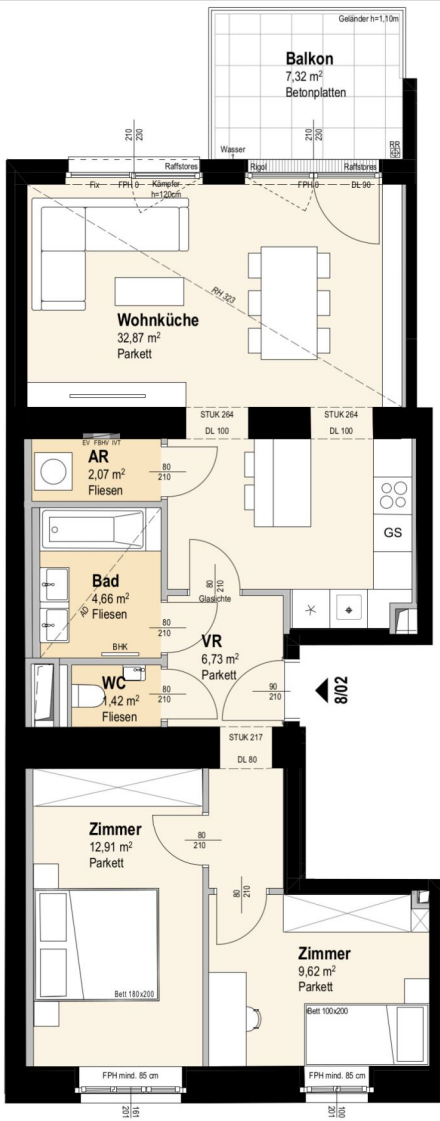 Geländer h=1,10m
Balkon
7,32 m²
Betonplatten
210
230
210
230
Wasser
RR
Raffstores
Rigol
Raffstores
Fix
FPH 0
Kämpfer
h=120cm
FPH 0
DL 90
RH 323
Wohnküche
32,87 m²
Parkett
STUK 264
DL 100
STUK 264
DL 100
EV FBHV IVT
AR
2,07 m²
Fliesen
80
210
GS
Bad
4,66 m²
Fliesen
AD
BHK
80
210
Glaslichte
80
210
VR
6,73 m²
Parkett
WC
1,42 m²
Fliesen
80
210
90
210
8/02
STUK 217
DL 80
Zimmer
12,91 m²
Parkett
80
210
80
210
Bett 180x200
Zimmer
9,62 m²
Parkett
Bett 100x200
FPH mind. 85 cm
FPH mind. 85 cm
161
201
100
201